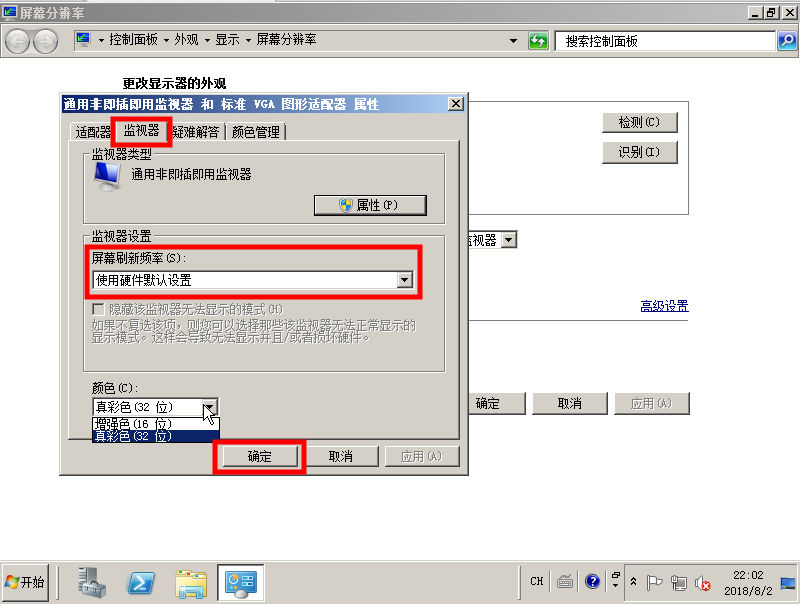 屏幕分辨率
控制面板 外观 显示 屏幕分辨率
搜索控制面板
更改显示器的外观
通用非即插即用监视器 和 标准 VGA 图形适配器 属性
适配器 监视器 疑难解答 颜色管理
检测(C)
监视器类型
识别(I)
通用非即插即用监视器
属性(P)
监视器设置
监视器
屏幕刷新频率(S):
使用硬件默认设置
高级设置
隐藏该监视器无法显示的模式(H)
如果不复选该项，则您可以选择那些该监视器无法正常显示的
显示模式。这样会导致无法显示并且/或者损坏硬件。
颜色(C):
真彩色(32 位)
确定 取消 应用(A)
增强色(16 位)
真彩色(32 位)
确定 取消 应用(A)
开始
CH
22:02
2018/8/2